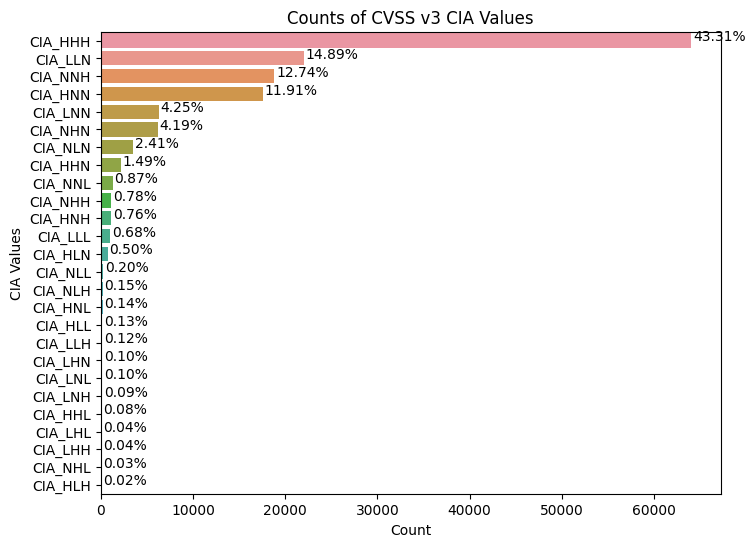 Counts of CVSS v3 CIA Values
CIA_HHH 43.31%
CIA_LLN 14.89%
CIA_NNH 12.74%
CIA_HNN 11.91%
CIA_LNN 4.25%
CIA_NHN 4.19%
CIA_NLN 2.41%
CIA_HHN 1.49%
CIA_NNL 0.87%
CIA_NHH 0.78%
CIA_HNH 0.76%
CIA_LLL 0.68%
CIA_HLN 0.50%
CIA_NLL 0.20%
CIA_NLH 0.15%
CIA_HNL 0.14%
CIA_HLL 0.13%
CIA_LLH 0.12%
CIA_LHN 0.10%
CIA_LNL 0.10%
CIA_LNH 0.09%
CIA_HHL 0.08%
CIA_LHL 0.04%
CIA_LHH 0.04%
CIA_NHL 0.03%
CIA_HLH 0.02%
CIA Values
0 10000 20000 30000 40000 50000 60000
Count